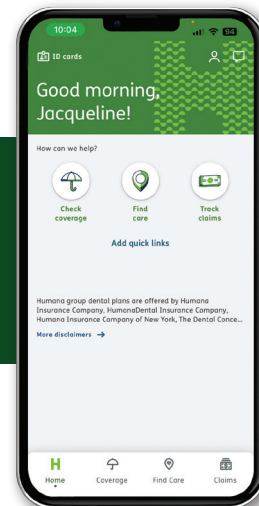 10:04
94
ID cards
Good morning,
Jacqueline!
How can we help?
Check
coverage
Find
care
Track
claims
Add quick links
Humana group dental plans are offered by Humana
Insurance Company, HumanaDental Insurance Company,
Humana Insurance Company of New York, The Dental Conce...
More disclaimers →
H
Home
Coverage
Find Care
Claims